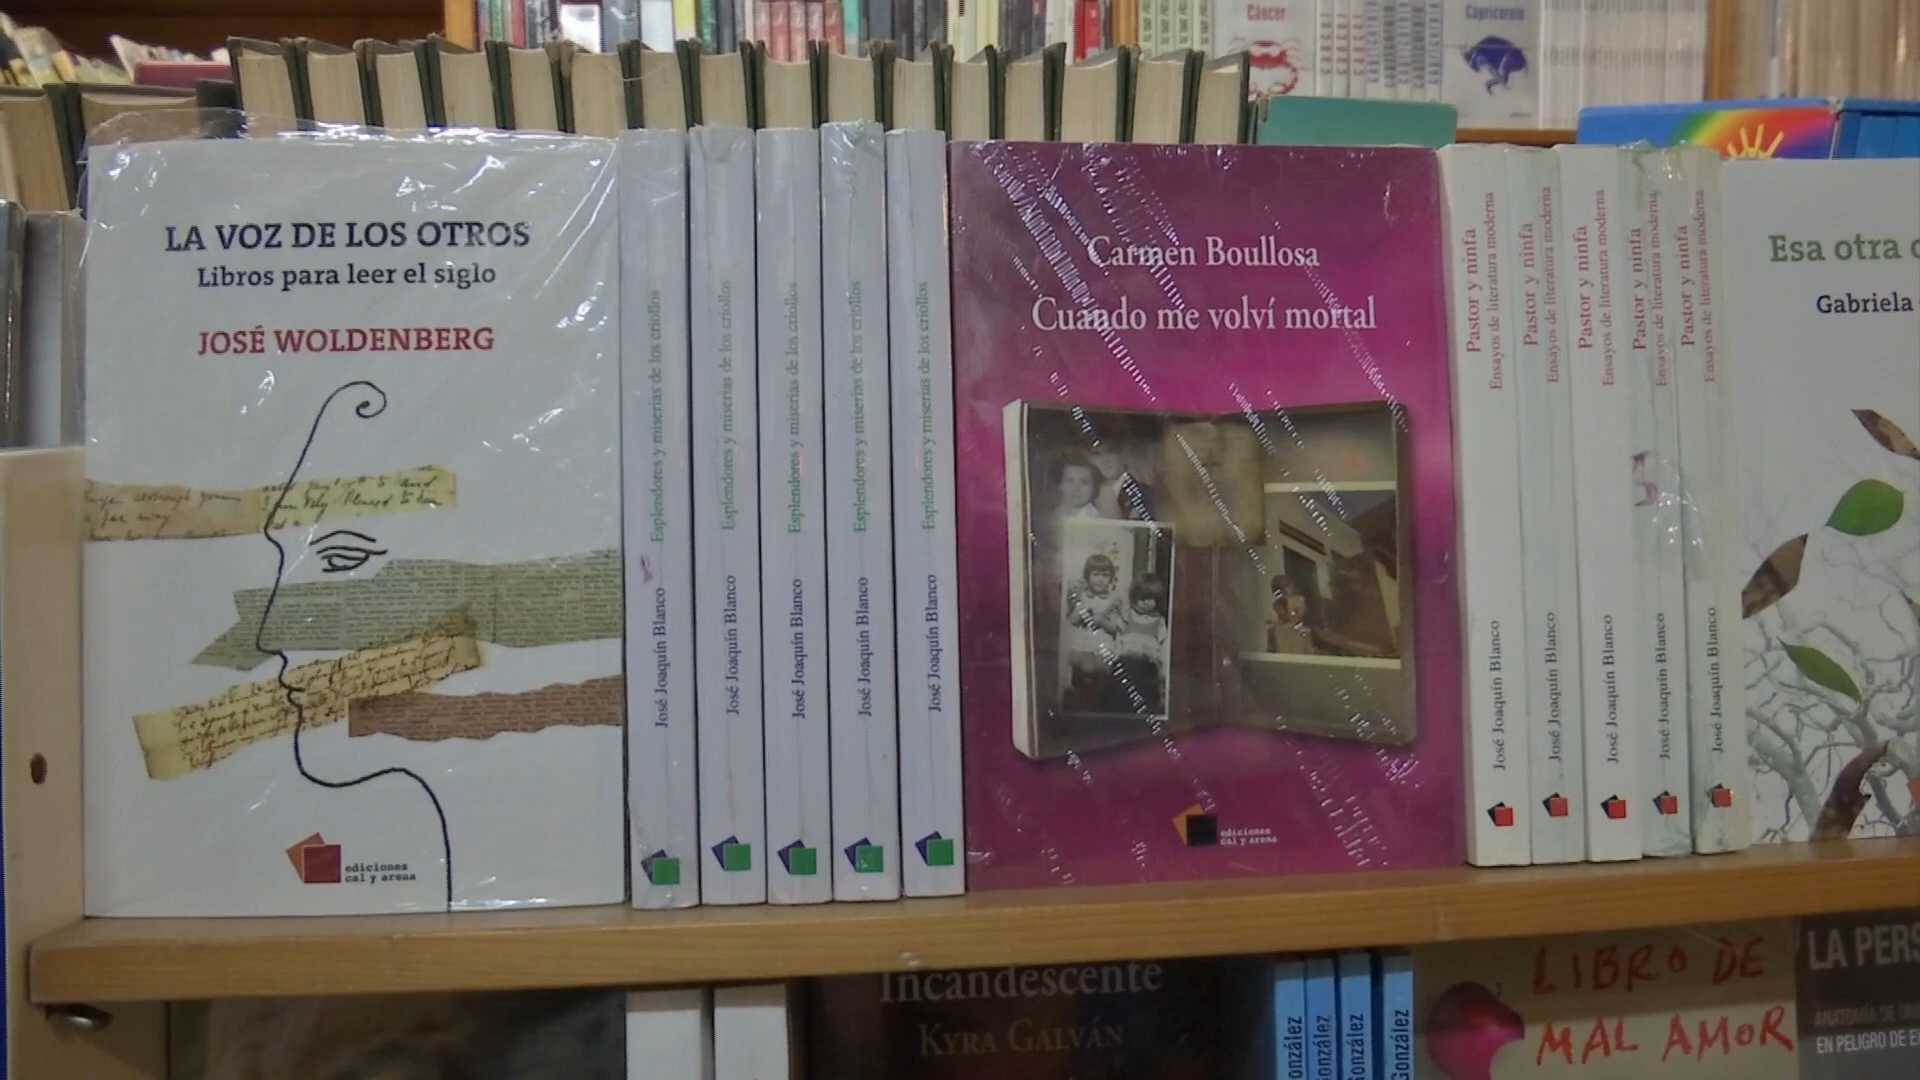 Cáncer
Capricornio
LA VOZ DE LOS OTROS
Libros para leer el siglo
JOSÉ WOLDENBERG
ediciones
cal y arena
Esplendores y miserias de los criollos
José Joaquín Blanco
Esplendores y miserias de los criollos
José Joaquín Blanco
Esplendores y miserias de los criollos
José Joaquín Blanco
Esplendores y miserias de los criollos
José Joaquín Blanco
Esplendores y miserias de los criollos
José Joaquín Blanco
Carmen Boullosa
Cuando me volví mortal
ediciones
cal y arena
Pastor y ninfa
Ensayos de literatura moderna
José Joaquín Blanco
Pastor y ninfa
Ensayos de literatura moderna
José Joaquín Blanco
Pastor y ninfa
Ensayos de literatura moderna
José Joaquín Blanco
Pastor y ninfa
Ensayos de literatura moderna
José Joaquín Blanco
Pastor y ninfa
Ensayos de literatura moderna
José Joaquín Blanco
Esa otra
Gabriela
Incandescente
KYRA GALVÁN
González
González
González
LIBRO DE
MAL AMOR
LA PERS
ANATOMÍA DE
EN PELIGRO DE